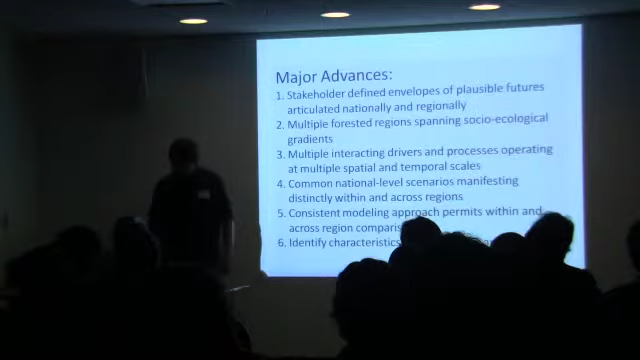 Major Advances:
1. Stakeholder defined envelopes of plausible futures
articulated nationally and regionally
2. Multiple forested regions spanning socio-ecological
gradients
3. Multiple interacting drivers and processes operating
at multiple spatial and temporal scales
4. Common national-level scenarios manifesting
distinctly within and across regions
5. Consistent modeling approach permits within and
across region
6. Identify characteristics